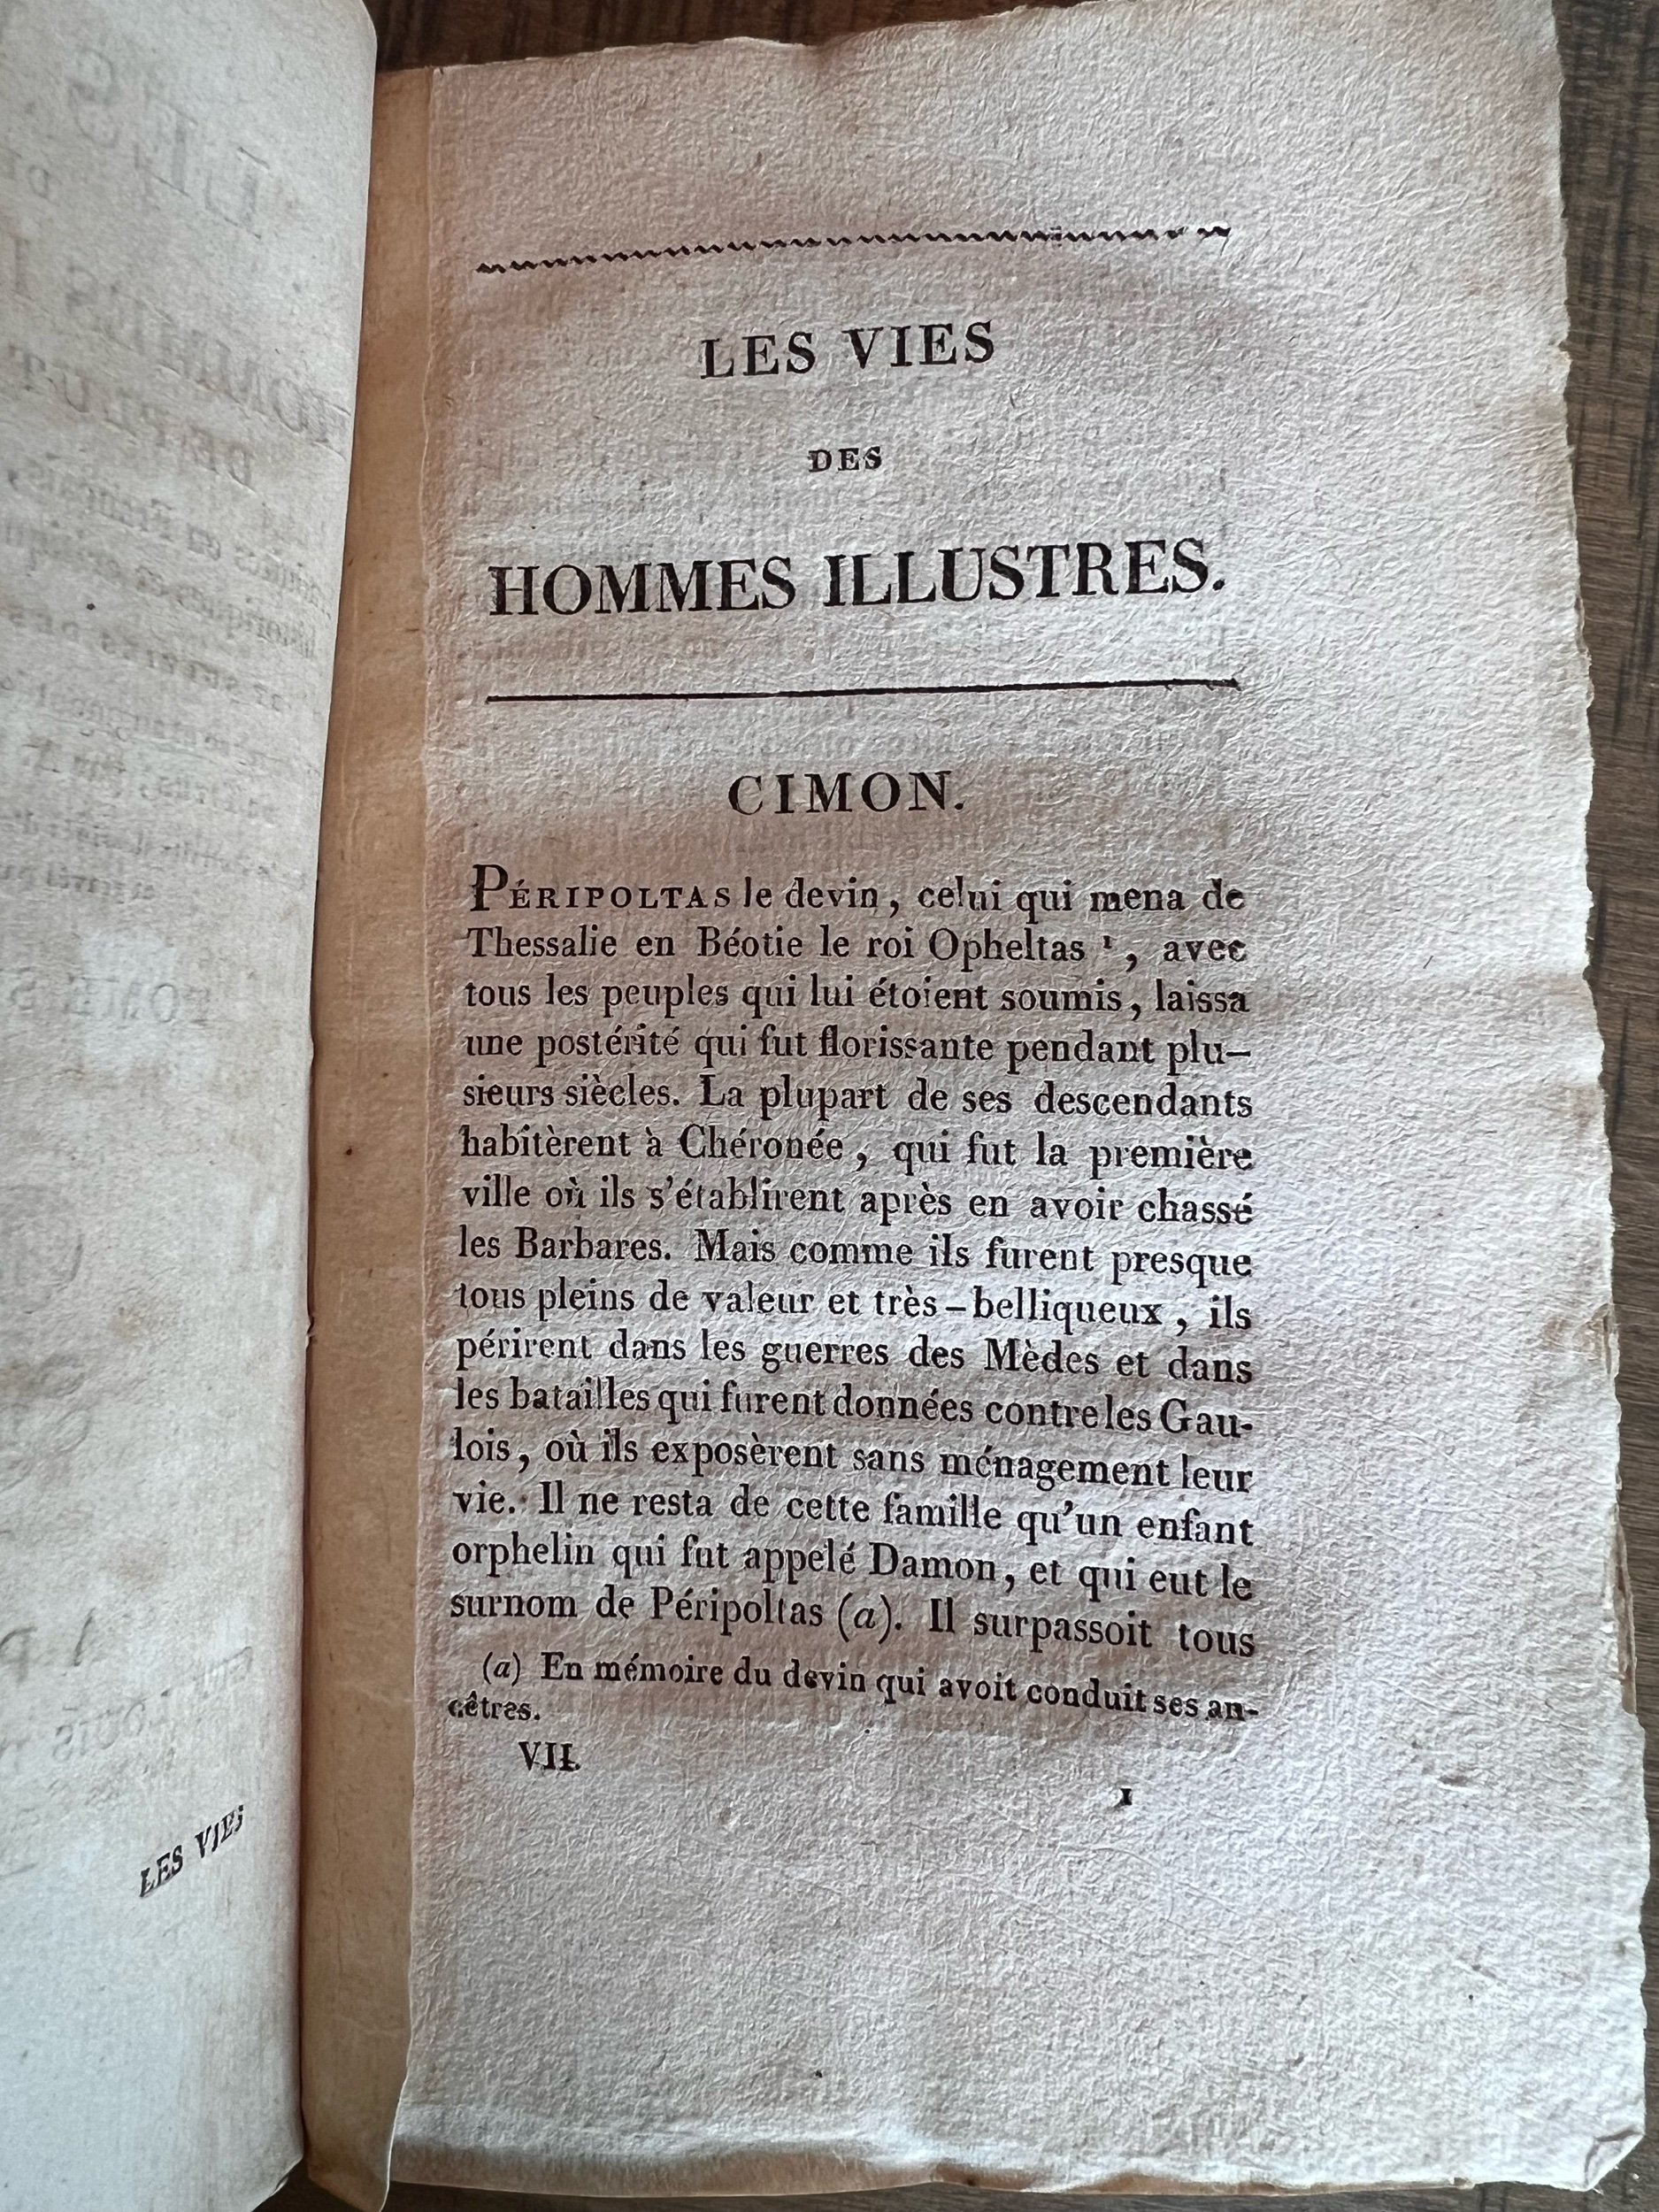 LES VIES
DES
HOMMES ILLUSTRES.
CIMON.
PÉRIPOLTAS le devin, celui qui mena de
Thessalie en Béotie le roi Opheltas ¹, avec
tous les peuples qui lui étoient soumis, laissa
une postérité qui fut florissante pendant plu-
sieurs siècles. La plupart de ses descendants
habitèrent à Chéronée, qui fut la première
ville où ils s'établirent après en avoir chassé
les Barbares. Mais comme ils furent presque
tous pleins de valeur et très-belliqueux, ils
périrent dans les guerres des Mèdes et dans
les batailles qui furent données contre les Gau-
lois, où ils exposèrent sans ménagement leur
vie. Il ne resta de cette famille qu'un enfant
orphelin qui fut appelé Damon, et qui eut le
surnom de Péripoltas (a). Il surpassoit tous
(a) En mémoire du devin qui avoit conduit ses an-
cêtres.
VII.
1
LES VIES